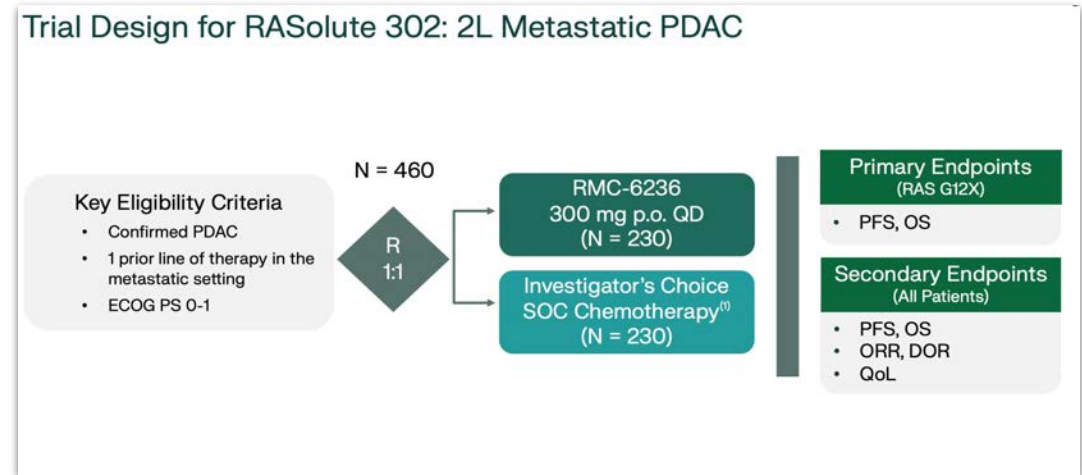 Trial Design for RASolute 302: 2L Metastatic PDAC
Key Eligibility Criteria
• Confirmed PDAC
• 1 prior line of therapy in the
metastatic setting
• ECOG PS 0-1
N = 460
R
1:1
RMC-6236
300 mg p.o. QD
(N = 230)
Investigator's Choice
SOC Chemotherapy(1)
(N = 230)
Primary Endpoints
(RAS G12X)
• PFS, OS
Secondary Endpoints
(All Patients)
• PFS, OS
• ORR, DOR
• QoL